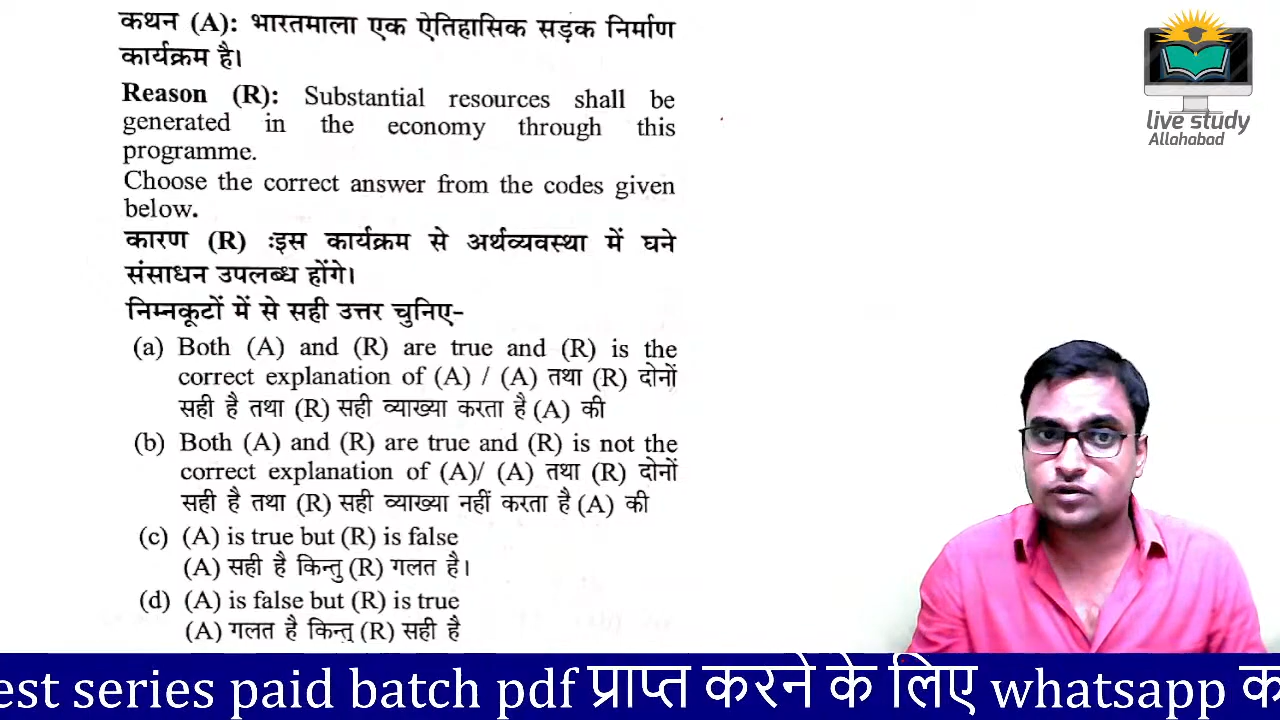 कथन (A): भारतमाला एक ऐतिहासिक सड़क निर्माण
कार्यक्रम है।
Reason (R): Substantial resources shall be
generated in the economy through this
programme.
Choose the correct answer from the codes given
below.
कारण (R) :इस कार्यक्रम से अर्थव्यवस्था में घने
संसाधन उपलब्ध होंगे।
निम्नकूटों में से सही उत्तर चुनिए-
(a) Both (A) and (R) are true and (R) is the
correct explanation of (A) / (A) तथा (R) दोनों
सही है तथा (R) सही व्याख्या करता है (A) की
(b) Both (A) and (R) are true and (R) is not the
correct explanation of (A)/ (A) तथा (R) दोनों
सही है तथा (R) सही व्याख्या नहीं करता है (A) की
(c) (A) is true but (R) is false
(A) सही है किन्तु (R) गलत है।
(d) (A) is false but (R) is true
(A) गलत है किन्तु (R) सही है
live study
Allahabad
est series paid batch pdf प्राप्त करने के लिए whatsapp क